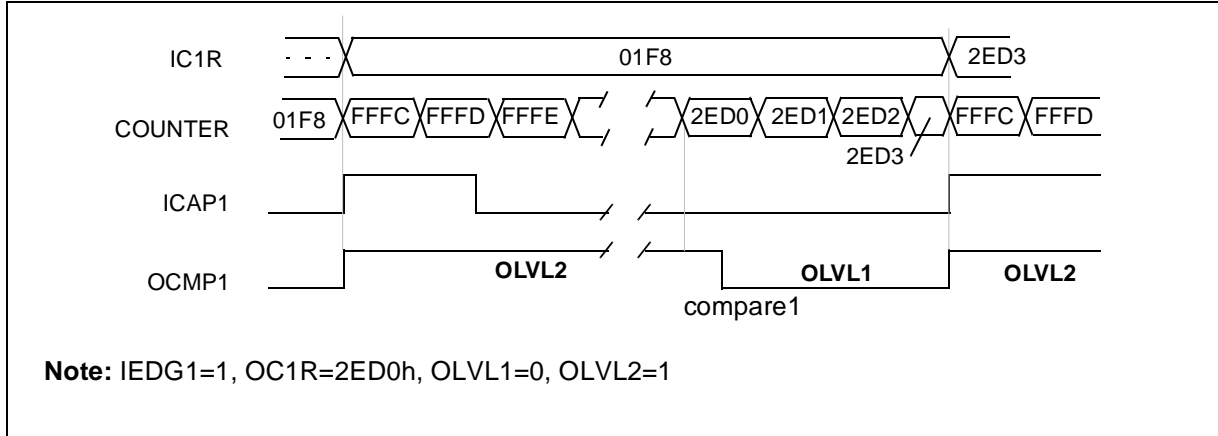 IC1R - - - 01F8 2ED3
COUNTER 01F8 FFFC FFFD FFFE 2ED0 2ED1 2ED2 FFFC FFFD
2ED3
ICAP1
OCMP1 OLVL2 OLVL1 OLVL2
compare1
Note: IEDG1=1, OC1R=2ED0h, OLVL1=0, OLVL2=1